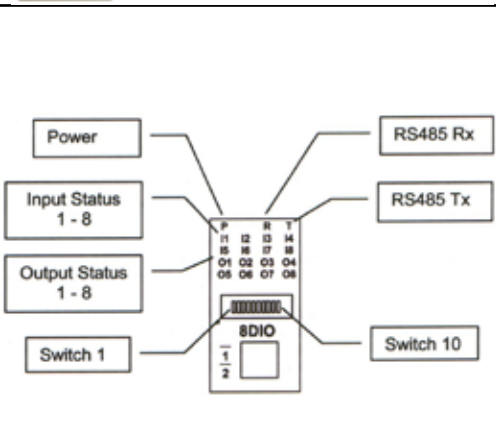 Power
RS485 Rx
Input Status
1 - 8
RS485 Tx
P R T
I1 I2 I3 I4
I5 I6 I7 I8
O1 O2 O3 O4
O5 O6 O7 O8
Output Status
1 - 8
8DIO
Switch 1
Switch 10
1
2